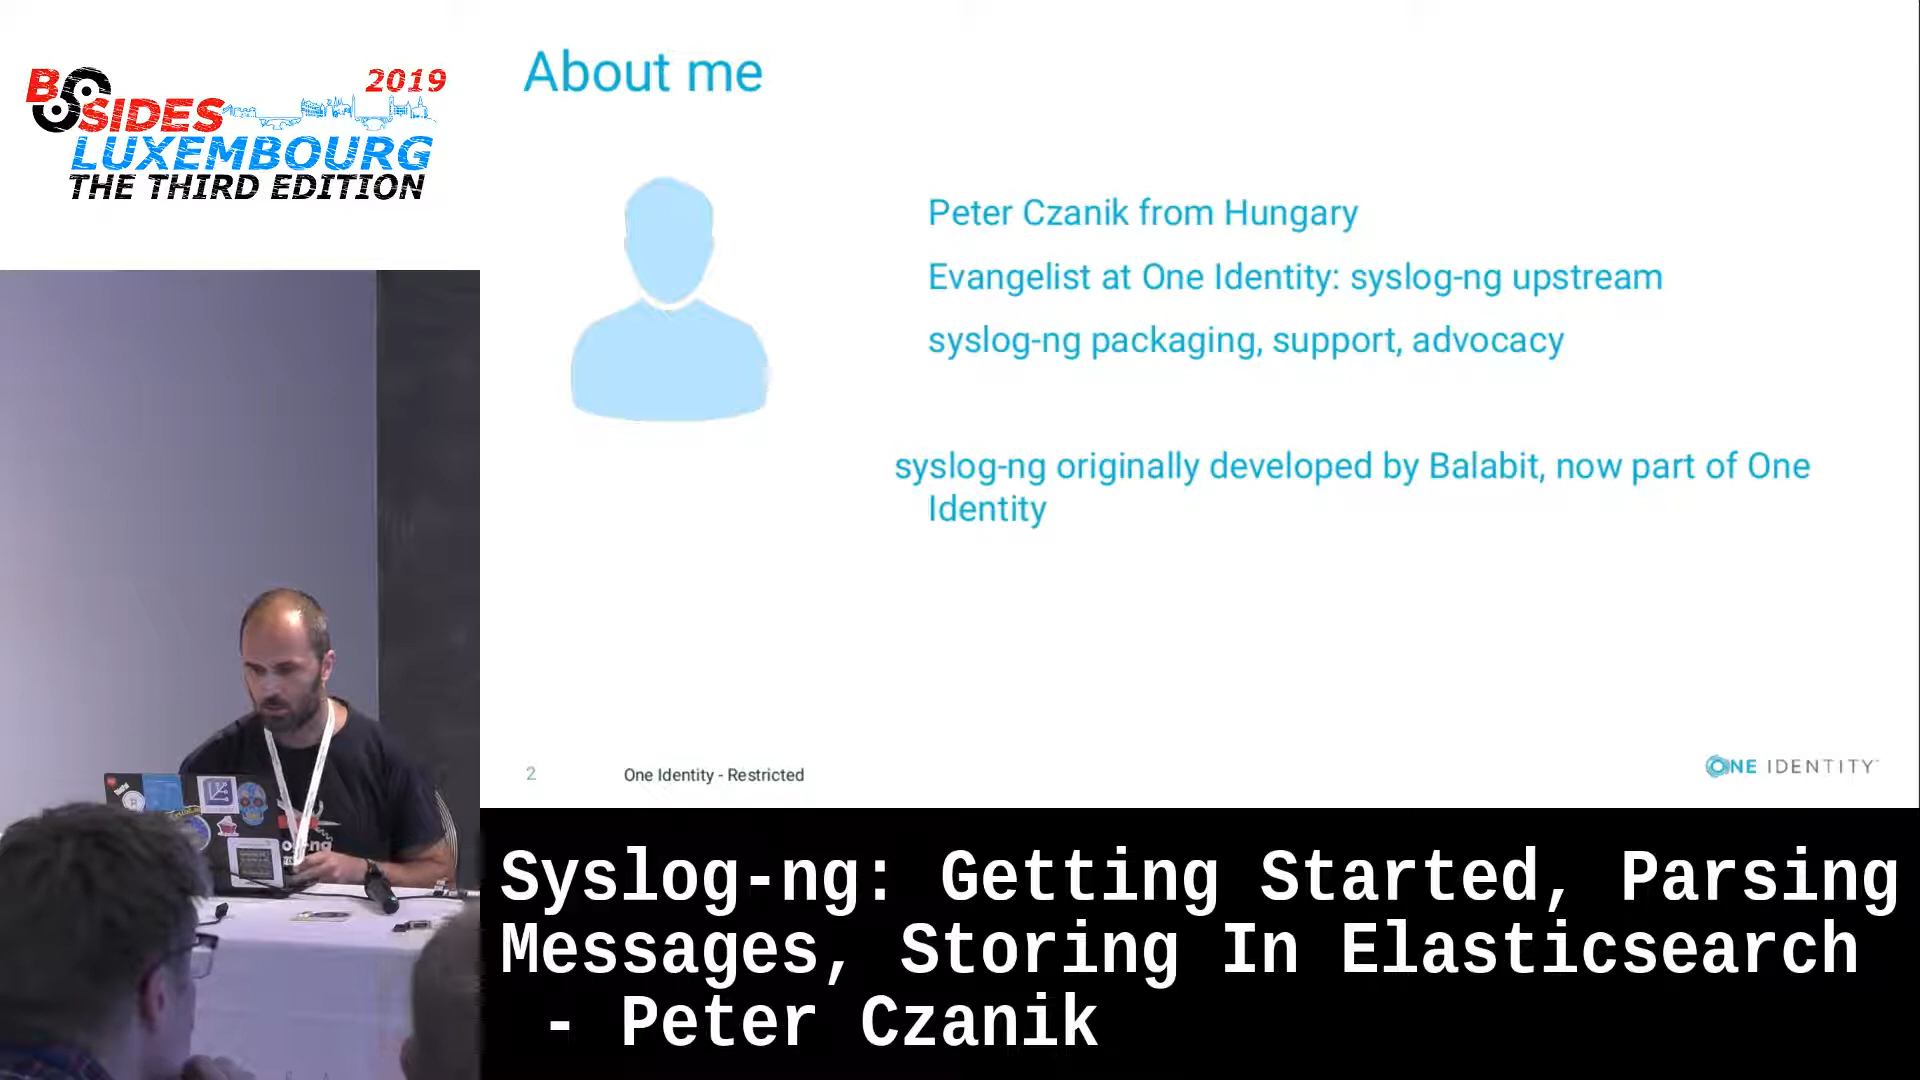 2019
BSIDES
LUXEMBOURG
THE THIRD EDITION
About me
Peter Czanik from Hungary
Evangelist at One Identity: syslog-ng upstream
syslog-ng packaging, support, advocacy
syslog-ng originally developed by Balabit, now part of One
Identity
2
One Identity - Restricted
ONE IDENTITY
Syslog-ng: Getting Started, Parsing
Messages, Storing In Elasticsearch
- Peter Czanik